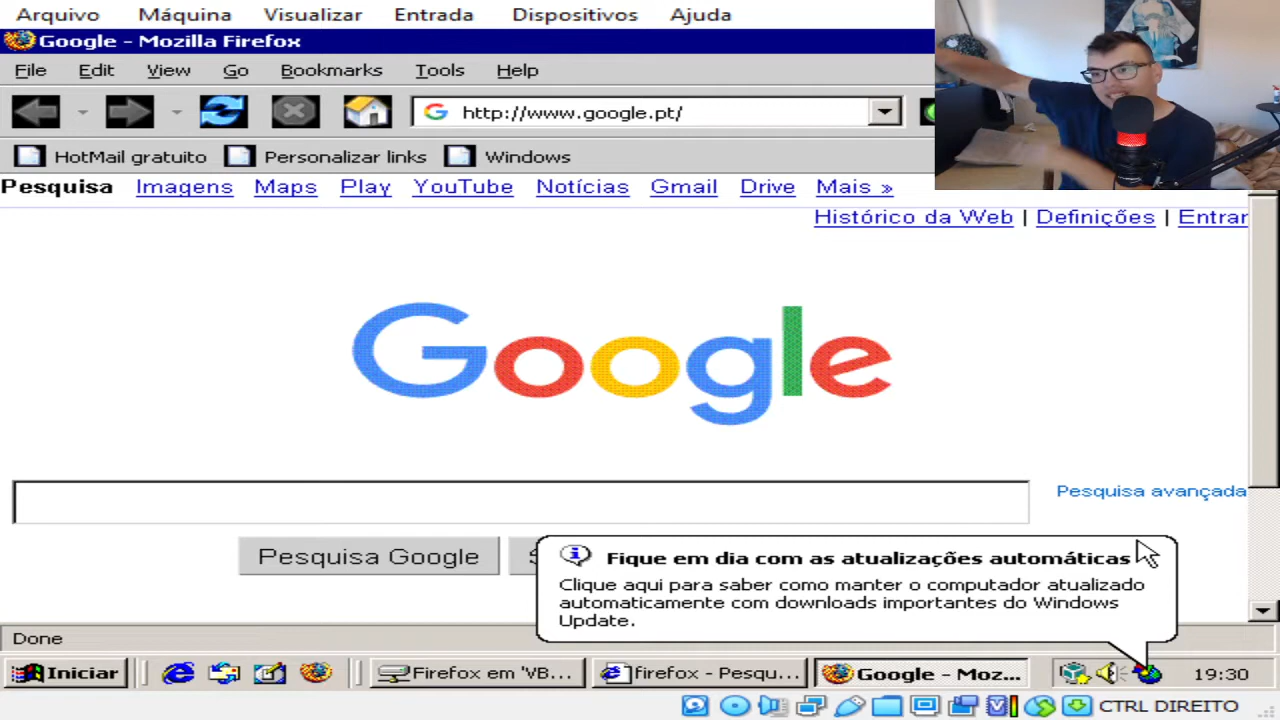 Arquivo Máquina Visualizar Entrada Dispositivos Ajuda
Google - Mozilla Firefox
File Edit View Go Bookmarks Tools Help
http://www.google.pt/
HotMail gratuito Personalizar links Windows
Pesquisa Imagens Maps Play YouTube Notícias Gmail Drive Mais »
Histórico da Web | Definições | Entrar
Google
Pesquisa avançada
Pesquisa Google
Fique em dia com as atualizações automáticas
Clique aqui para saber como manter o computador atualizado
automaticamente com downloads importantes do Windows
Update.
Done
Iniciar Firefox em 'VB... firefox - Pesqu... Google - Moz... 19:30
CTRL DIREITO